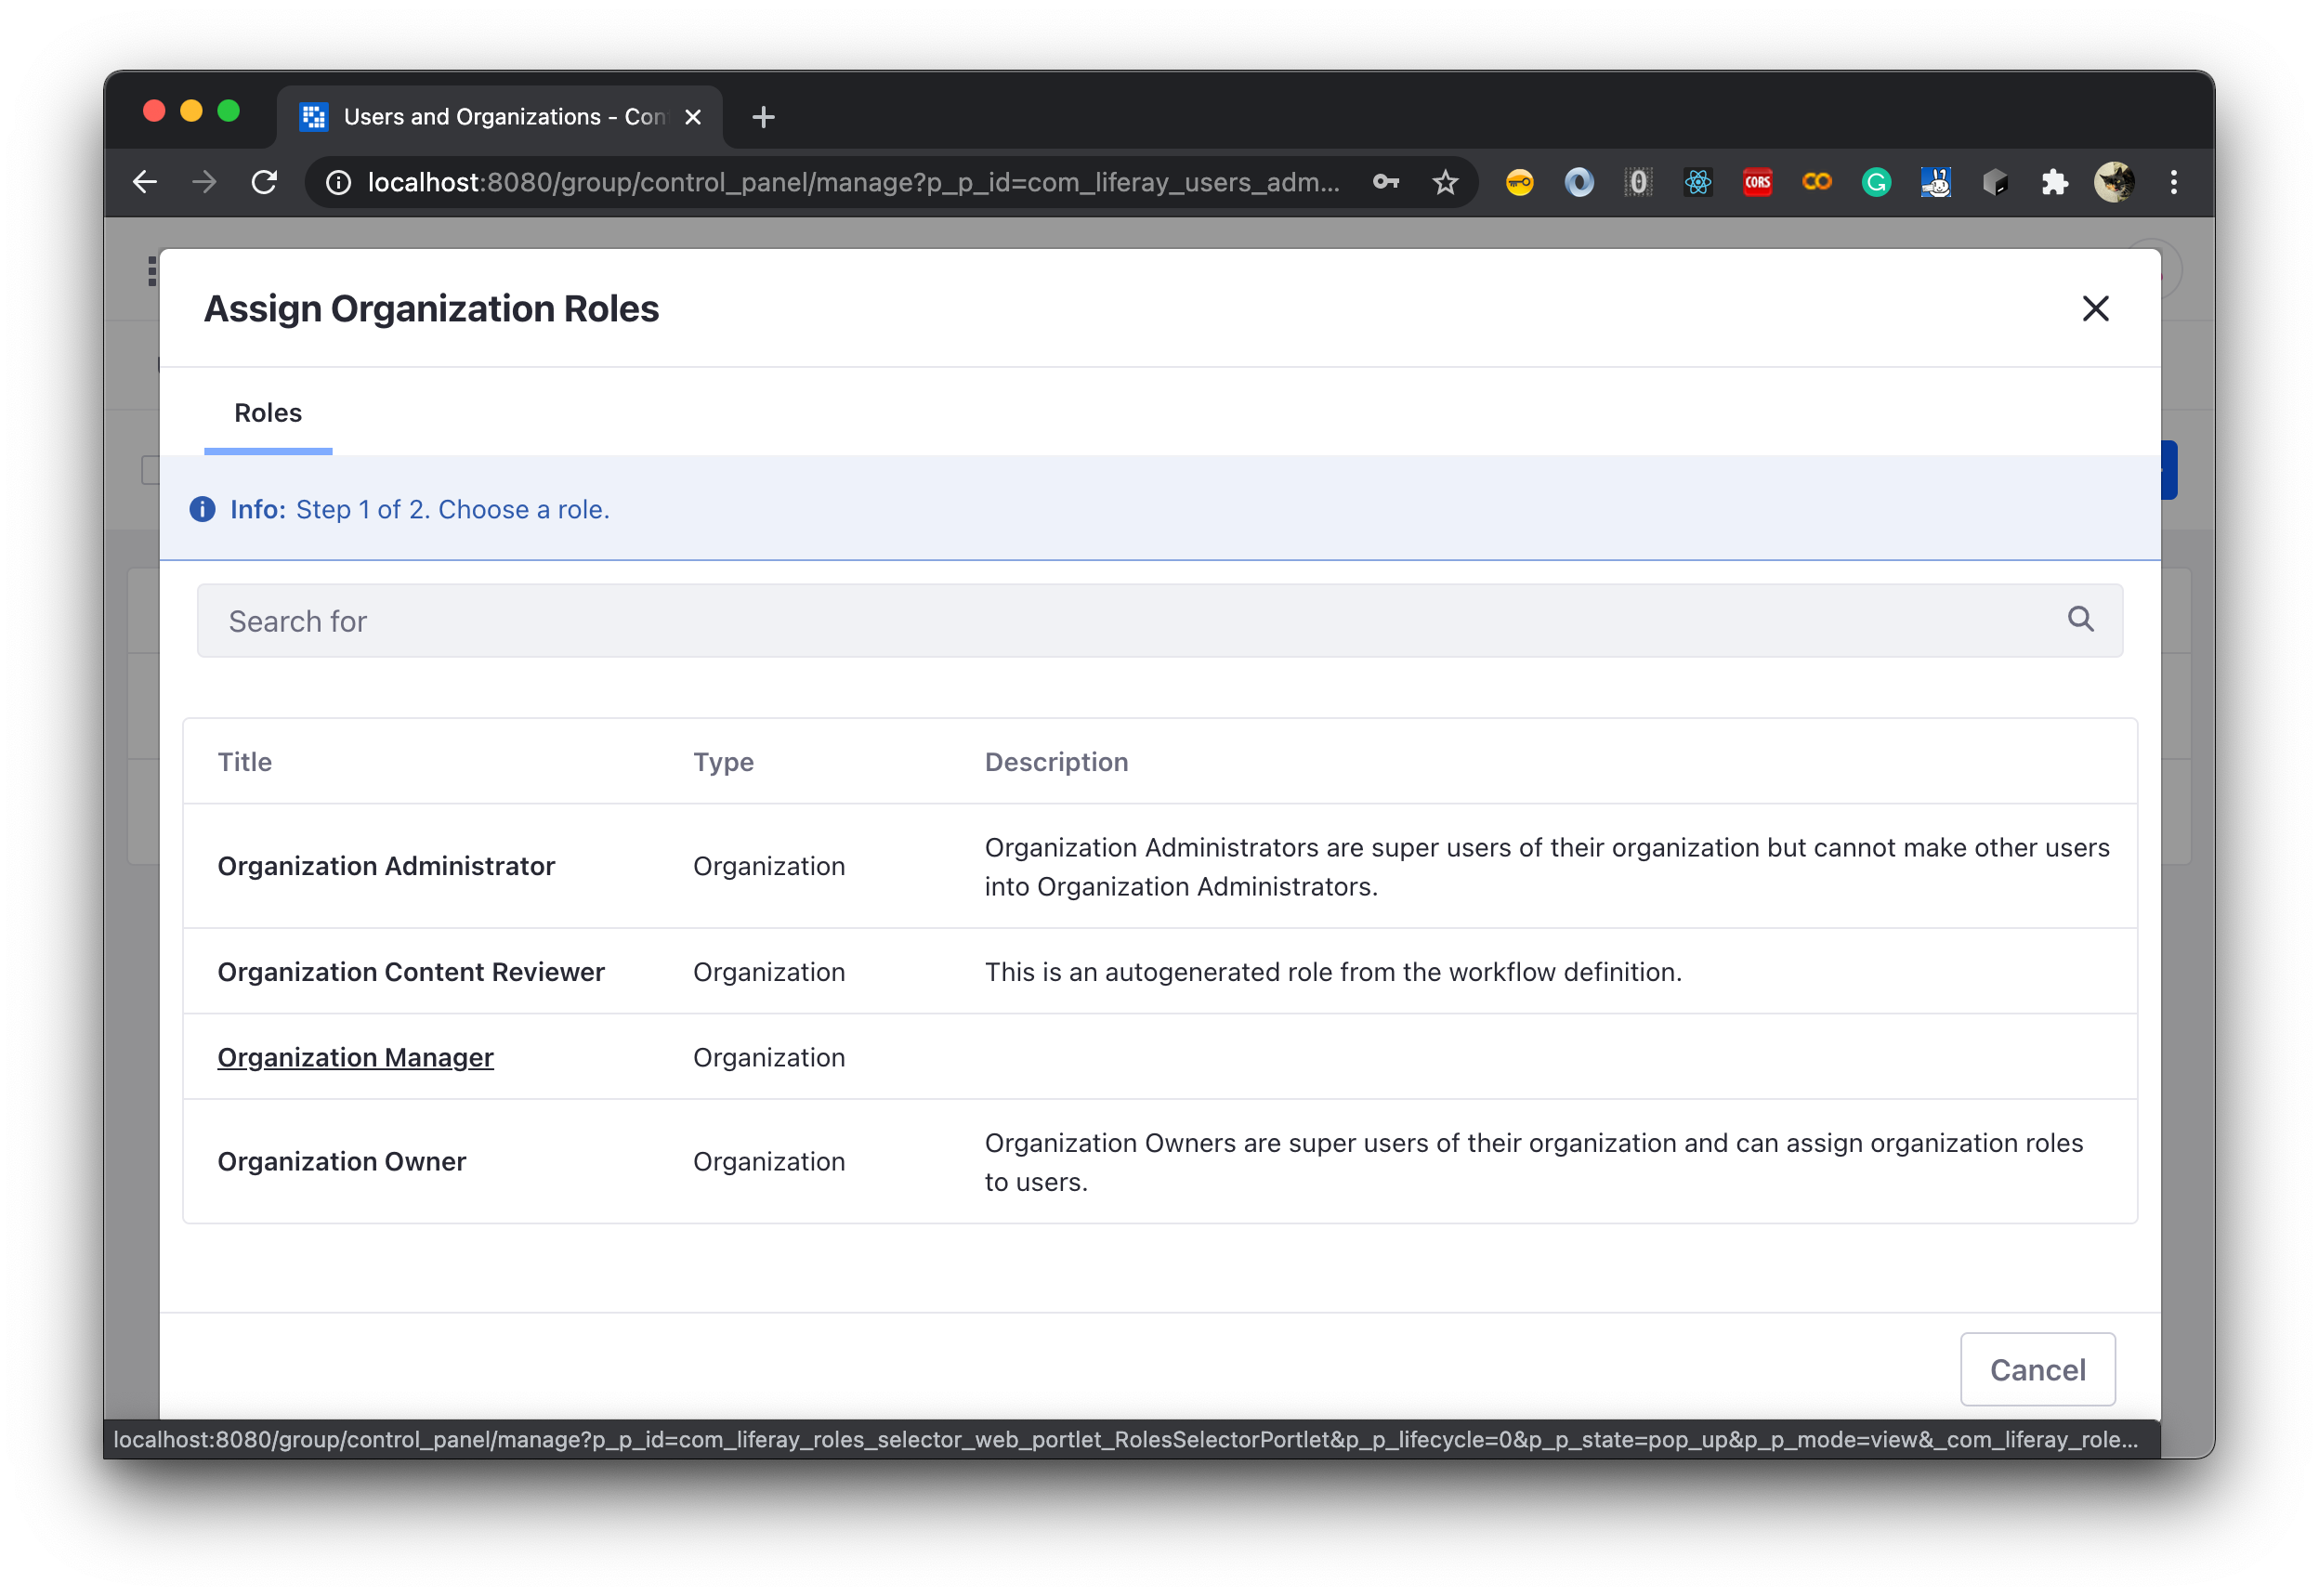 Users and Organizations - Con
localhost:8080/group/control_panel/manage?p_p_id=com_liferay_users_adm...
CORS
Assign Organization Roles
Roles
Info: Step 1 of 2. Choose a role.
Search for
Title Type Description
Organization Administrator Organization Organization Administrators are super users of their organization but cannot make other users
into Organization Administrators.
Organization Content Reviewer Organization This is an autogenerated role from the workflow definition.
Organization Manager Organization
Organization Owner Organization Organization Owners are super users of their organization and can assign organization roles
to users.
Cancel
localhost:8080/group/control_panel/manage?p_p_id=com_liferay_roles_selector_web_portlet_RolesSelectorPortlet&p_p_lifecycle=0&p_p_state=pop_up&p_p_mode=view&_com_liferay_role...